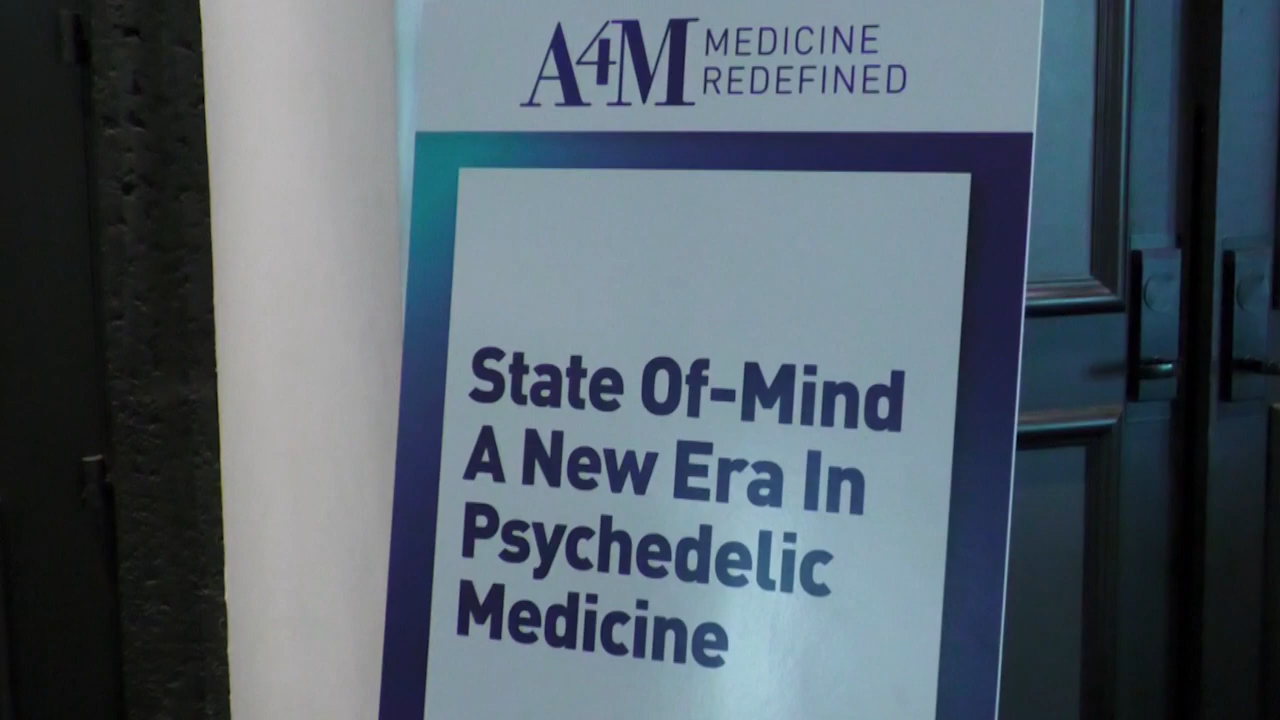 A4M MEDICINE
REDEFINED
State Of-Mind
A New Era In
Psychedelic
Medicine